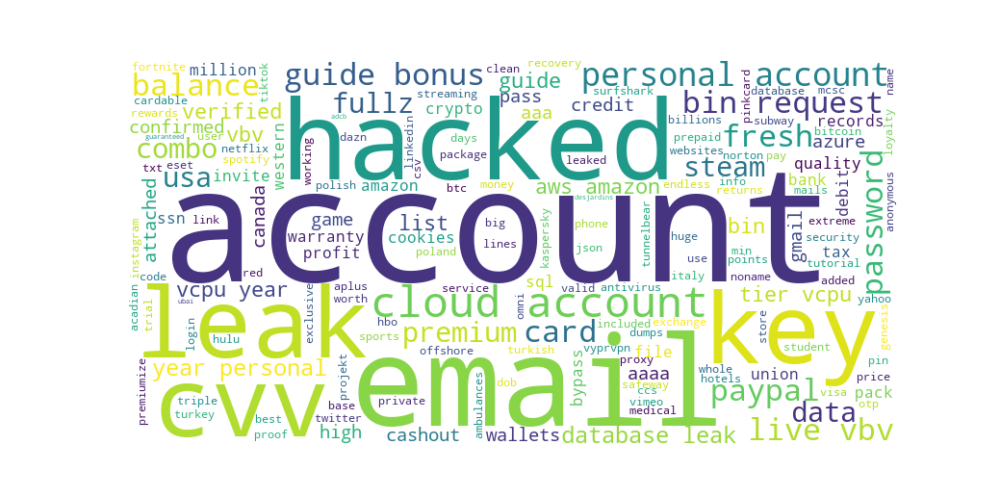 fortnite
million
tiktok
guide bonus
streaming
clean
recovery
guide
surfshark
personal account
database
mcsc
name
balance
cardable
rewards
verified
adcb
fullz
crypto
pass
aaa
credit
billions
pinkcard
bin request
records
loyalty
confirmed
user
guaranteed
vbv
western
hacked
dazn
linkedin
csv
days
package
leaked
prepaid
websites
subway
norton
pay
fresh
bitcoin
azure
combo
netflix
working
txt
eset
spotify
invite
usa
polish
amazon
btc
money
aws amazon
endless
info
steam
returns
mails
quality
bank
debit
anonymous
password
attached
ssn
link
canada
game
warranty
profit
list
cookies
big
lines
desjardins
phone
json
kaspersky
tunnelbear
huge
use
bin
min
points
gmail
security
extreme
tax
tutorial
instagram
code
red
poland
account
sql
valid
antivirus
italy
noname
added
yahoo
acadian
trial
vcpu year
ubai
login
exclusive
aplus
worth
service
hbo
cloud account
omni
tier vcpu
leak
hulu
sports
premium
card
included
exchange
key
store
genesis
student
year personal
projekt
offshore
turkish
dumps
vyprvpn
proxy
file
bypass
aaaa
safeway
whole
hotels
union
pin
price
premiumize
triple
turkey
cvv
base
twitter
private
email
dob
ambulances
ccs
vimeo
medical
paypal
pack
visa
otp
data
best
proof
high
cashout
wallets
database leak
live vbv